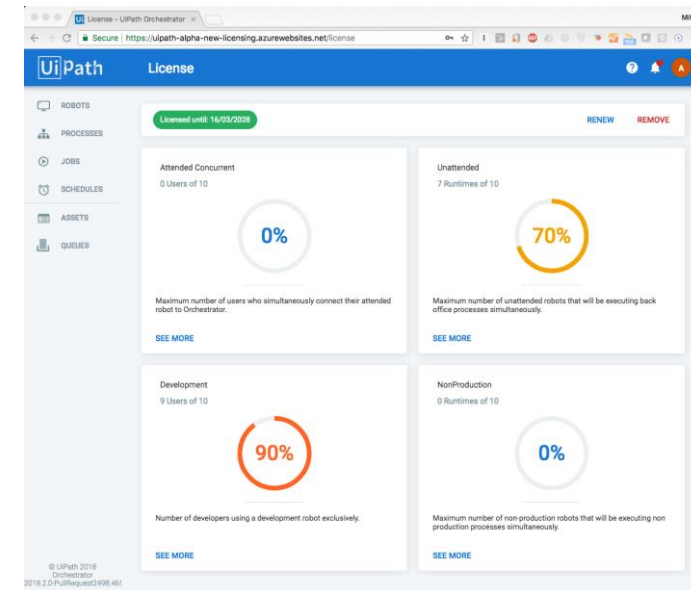 License - UiPath Orchestrator
Secure https://uipath-alpha-new-licensing.azurewebsites.net/license
UiPath
License
A
ROBOTS
PROCESSES
JOBS
SCHEDULES
ASSETS
QUEUES
Licensed until: 16/03/2028
RENEW REMOVE
Attended Concurrent
0 Users of 10
0%
Maximum number of users who simultaneously connect their attended
robot to Orchestrator.
SEE MORE
Unattended
7 Runtimes of 10
70%
Maximum number of unattended robots that will be executing back
office processes simultaneously.
SEE MORE
Development
9 Users of 10
90%
Number of developers using a development robot exclusively.
SEE MORE
NonProduction
0 Runtimes of 10
0%
Maximum number of non-production robots that will be executing non
production processes simultaneously.
SEE MORE
© UiPath 2018
Orchestrator
2018.2.0-PullRequest2498.46